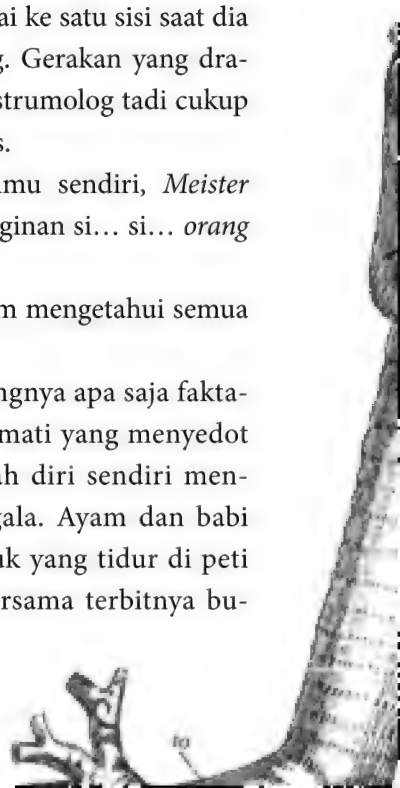 ai ke satu sisi saat dia
g. Gerakan yang dra-
strumolog tadi cukup
s.
mu sendiri, Meister
ginan si… si… orang
m mengetahui semua
ngnya apa saja fakta-
mati yang menyedot
ah diri sendiri men-
gala. Ayam dan babi
uk yang tidur di peti
ersama terbitnya bu-